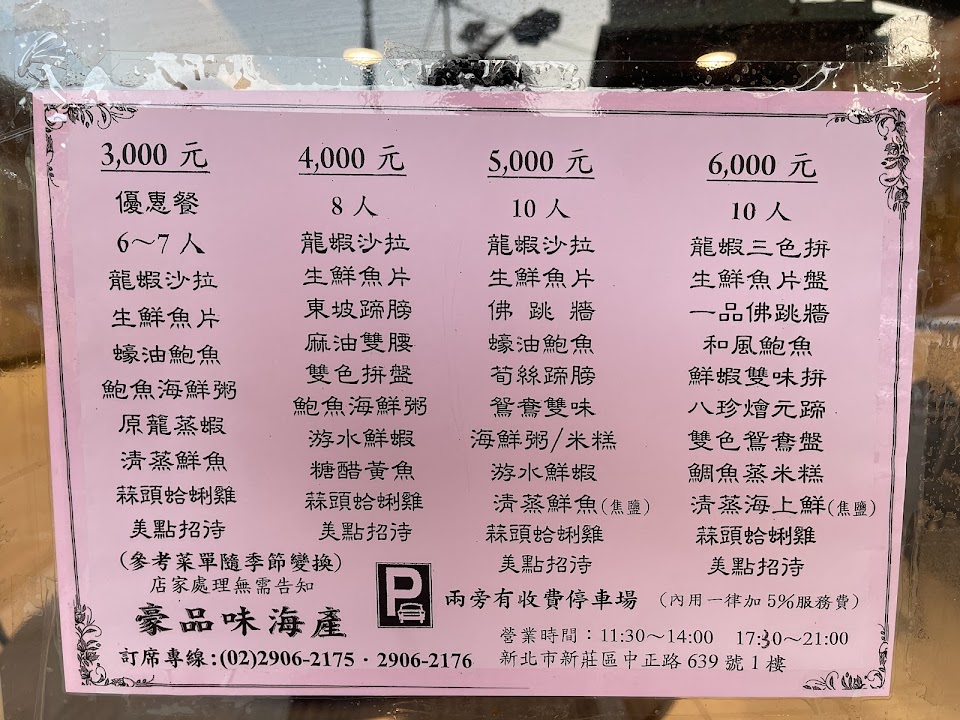 3,000 元
優惠餐
6～7 人
龍蝦沙拉
生鮮魚片
蠔油鮑魚
鮑魚海鮮粥
原龍蒸蝦
清蒸鮮魚
蒜頭蛤蜊雞
美點招待
(參考菜單隨季節變換)
店家處理無需告知
4,000 元
8 人
龍蝦沙拉
生鮮魚片
東坡蹄膀
麻油雙腰
雙色拼盤
鮑魚海鮮粥
游水鮮蝦
糖醋黃魚
蒜頭蛤蜊雞
美點招待
5,000 元
10 人
龍蝦沙拉
生鮮魚片
佛 跳 牆
蠔油鮑魚
荀絲蹄膀
鴛鴦雙味
海鮮粥/米糕
游水鮮蝦
清蒸鮮魚(焦鹽)
蒜頭蛤蜊雞
美點招待
6,000 元
10 人
龍蝦三色拼
生鮮魚片盤
一品佛跳牆
和風鮑魚
鮮蝦雙味拼
八珍燴元蹄
雙色鴛鴦盤
鯛魚蒸米糕
清蒸海上鮮(焦鹽)
蒜頭蛤蜊雞
美點招待
豪品味海產
P 兩旁有收費停車場 (內用一律加 5%服務費)
營業時間：11:30～14:00 17:30～21:00
訂席專線：(02)2906-2175．2906-2176
新北市新莊區中正路 639 號 1 樓